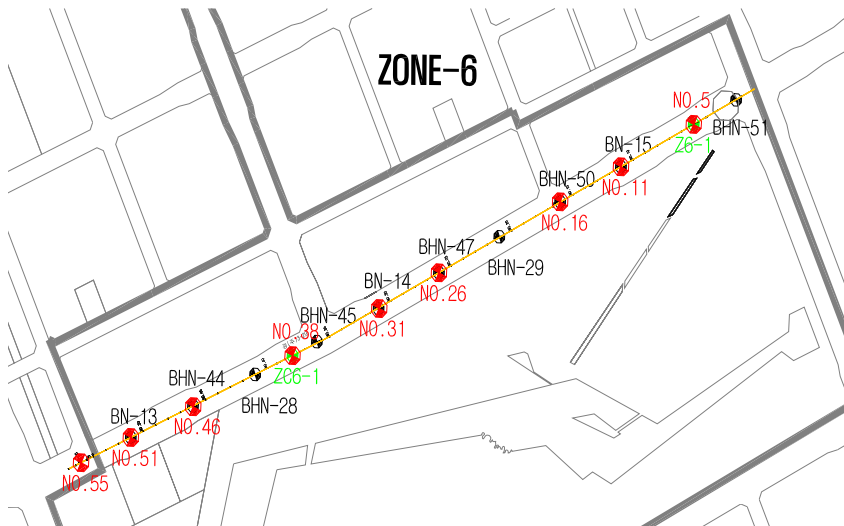 ZONE-6
NO.5
BHN-51
Z6-1
BN-15
NO.11
BHN-50
NO.16
BHN-29
BHN-47
NO.26
BN-14
NO.31
BHN-45
NO.38
ZC6-1
BHN-28
BHN-44
NO.46
BN-13
NO.51
NO.55